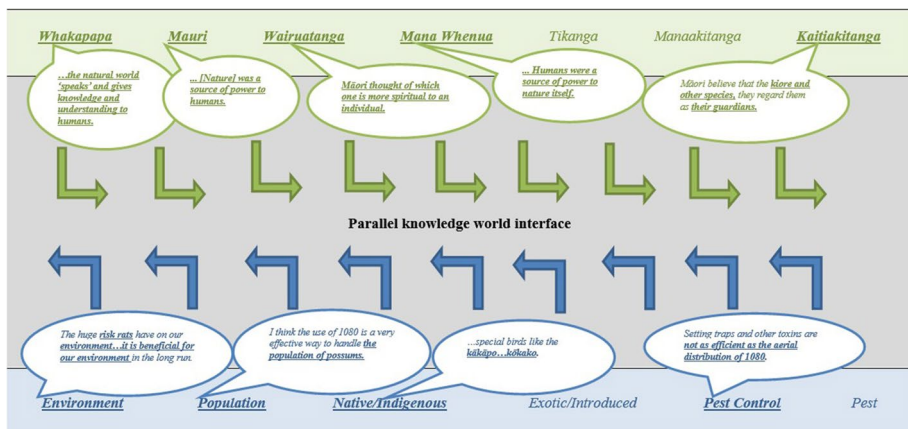 Whakapapa Mauri Wairuatanga Mana Whenua Tikanga Manaakitanga Kaitiakitanga
…the natural world
‘speaks’ and gives
knowledge and
understanding to
humans.
... [Nature] was a
source of power to
humans.
Māori thought of which
one is more spiritual to an
individual.
... Humans were a
source of power to
nature itself.
Māori believe that the kiore and
other species, they regard them
as their guardians.
Parallel knowledge world interface
The huge risk rats have on our
environment…it is beneficial for
our environment in the long run.
I think the use of 1080 is a very
effective way to handle the
population of possums.
…special birds like the
kākāpo…kōkako.
Setting traps and other toxins are
not as efficient as the aerial
distribution of 1080.
Environment Population Native/Indigenous Exotic/Introduced Pest Control Pest